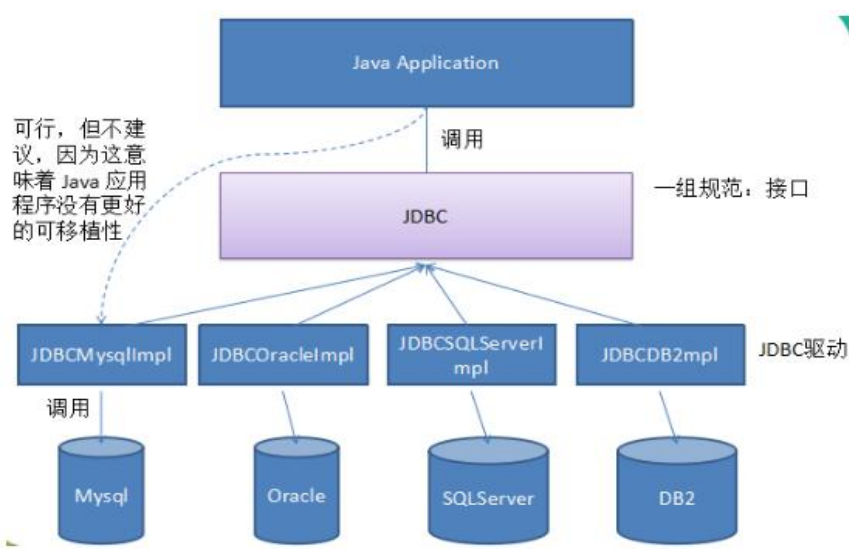 Java Application
可行，但不建
议，因为这意
味着 Java 应用
程序没有更好
的可移植性
调用
一组规范：接口
JDBC
JDBCMysqlImpl
JDBCOracleImpl
JDBCSQLServerI
mpl
JDBCDB2mpl
JDBC驱动
调用
Mysql
Oracle
SQLServer
DB2